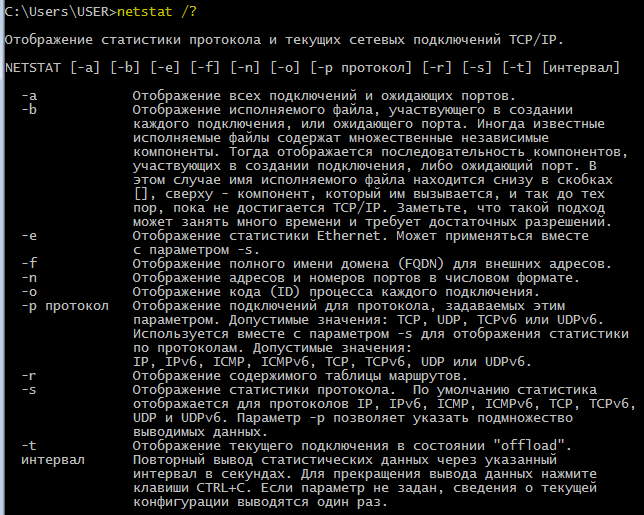 C:\Users\USER>netstat /?
Отображение статистики протокола и текущих сетевых подключений TCP/IP.
NETSTAT [-a] [-b] [-e] [-f] [-n] [-o] [-p протокол] [-r] [-s] [-t] [интервал]
-a Отображение всех подключений и ожидающих портов.
-b Отображение исполняемого файла, участвующего в создании
каждого подключения, или ожидающего порта. Иногда известные
исполняемые файлы содержат множественные независимые
компоненты. Тогда отображается последовательность компонентов,
участвующих в создании подключения, либо ожидающий порт. В
этом случае имя исполняемого файла находится снизу в скобках
[], сверху - компонент, который им вызывается, и так до тех
пор, пока не достигается TCP/IP. Заметьте, что такой подход
может занять много времени и требует достаточных разрешений.
-e Отображение статистики Ethernet. Может применяться вместе
с параметром -s.
-f Отображение полного имени домена (FQDN) для внешних адресов.
-n Отображение адресов и номеров портов в числовом формате.
-o Отображение кода (ID) процесса каждого подключения.
-p протокол Отображение подключений для протокола, задаваемых этим
параметром. Допустимые значения: TCP, UDP, TCPv6 или UDPv6.
Используется вместе с параметром -s для отображения статистики
по протоколам. Допустимые значения:
IP, IPv6, ICMP, ICMPv6, TCP, TCPv6, UDP или UDPv6.
-r Отображение содержимого таблицы маршрутов.
-s Отображение статистики протокола. По умолчанию статистика
отображается для протоколов IP, IPv6, ICMP, ICMPv6, TCP, TCPv6,
UDP и UDPv6. Параметр -p позволяет указать подмножество
выводимых данных.
-t Отображение текущего подключения в состоянии "offload".
интервал Повторный вывод статистических данных через указанный
интервал в секундах. Для прекращения вывода данных нажмите
клавиши CTRL+C. Если параметр не задан, сведения о текущей
конфигурации выводятся один раз.